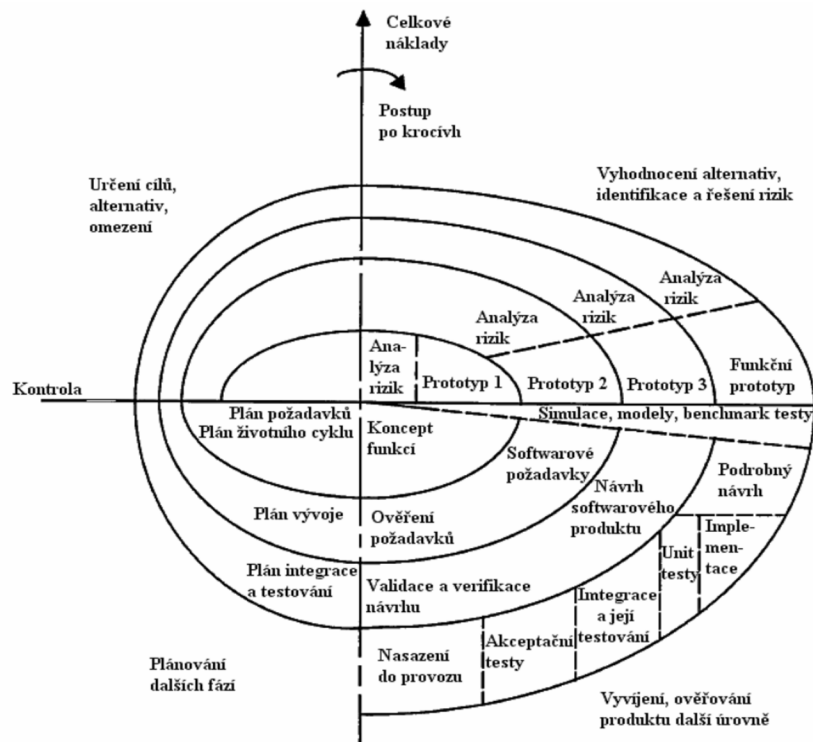 Celkové
náklady
Postup
po krocívh
Určení cílů,
alternativ,
omezení
Vyhodnocení alternativ,
identifikace a řešení rizik
Analýza
rizik
Analýza
rizik
Analýza
rizik
Ana-
lýza
rizik
Prototyp 1
Prototyp 2
Prototyp 3
Funkční
prototyp
Kontrola
Plán požadavků
Plán životního cyklu
Koncept
funkcí
Simulace, modely, benchmark testy
Softwarové
požadavky
Podrobný
návrh
Návrh
softwarového
produktu
Plán vývoje
Ověření
požadavků
Unit
testy
Imple-
men-
tace
Plán integrace
a testování
Validace a verifikace
návrhu
Imtegrace
a její
testování
Akceptační
testy
Nasazení
do provozu
Plánování
dalších fází
Vyvíjení, ověřování
produktu další úrovně